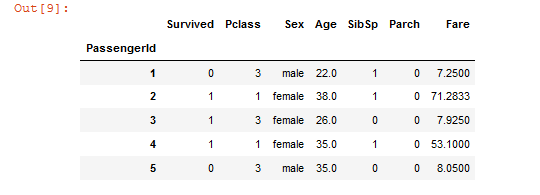 Out[9]:
Survived Pclass Sex Age SibSp Parch Fare
PassengerId
1 0 3 male 22.0 1 0 7.2500
2 1 1 female 38.0 1 0 71.2833
3 1 3 female 26.0 0 0 7.9250
4 1 1 female 35.0 1 0 53.1000
5 0 3 male 35.0 0 0 8.0500